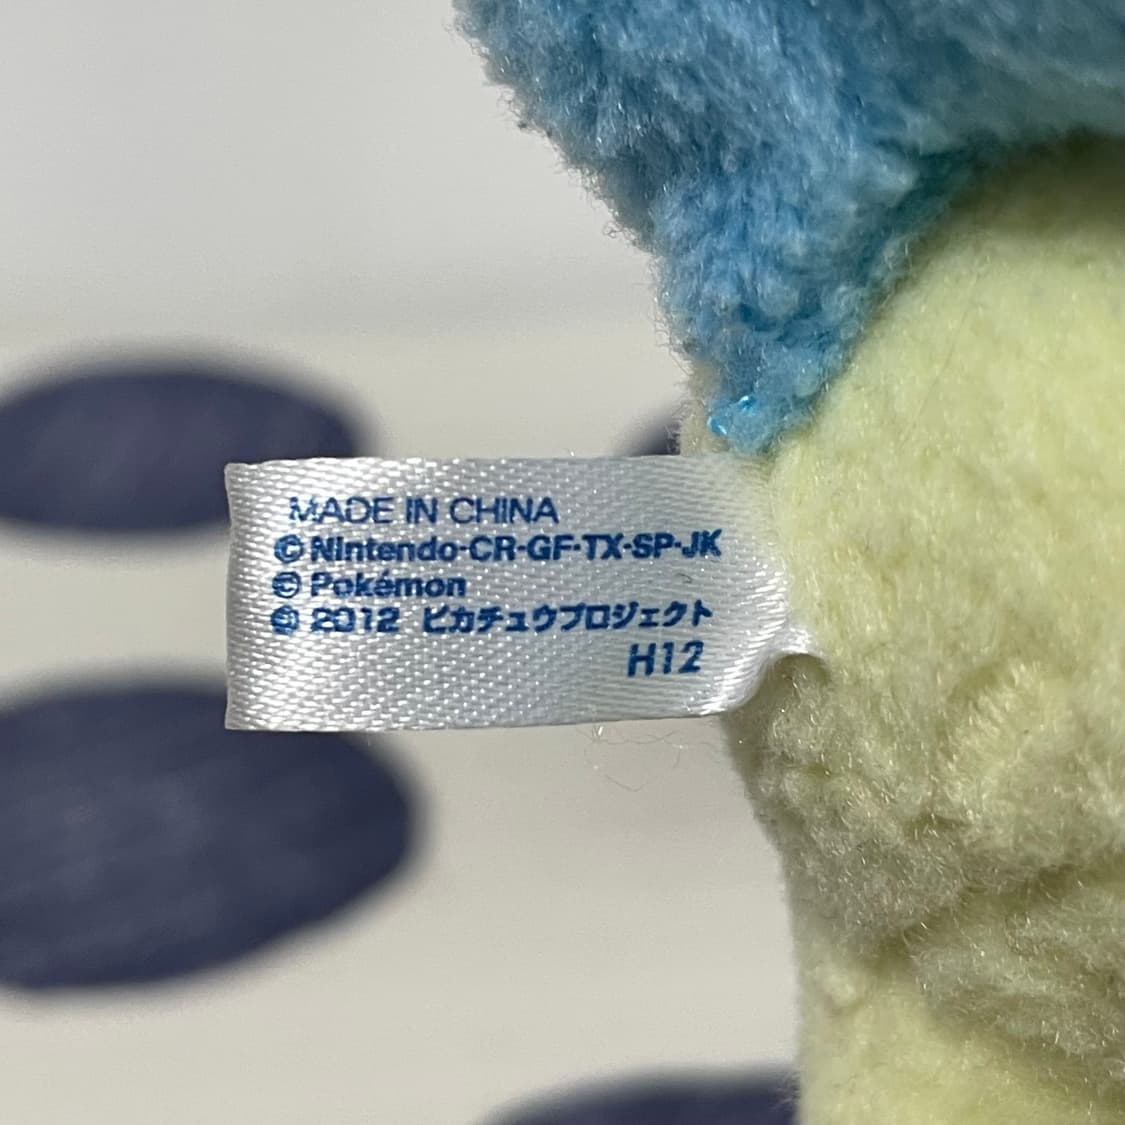 MADE IN CHINA
©Nintendo·CR·GF·TX·SP·JK
©Pokémon
©2012 ピカチュウプロジェクト
H12